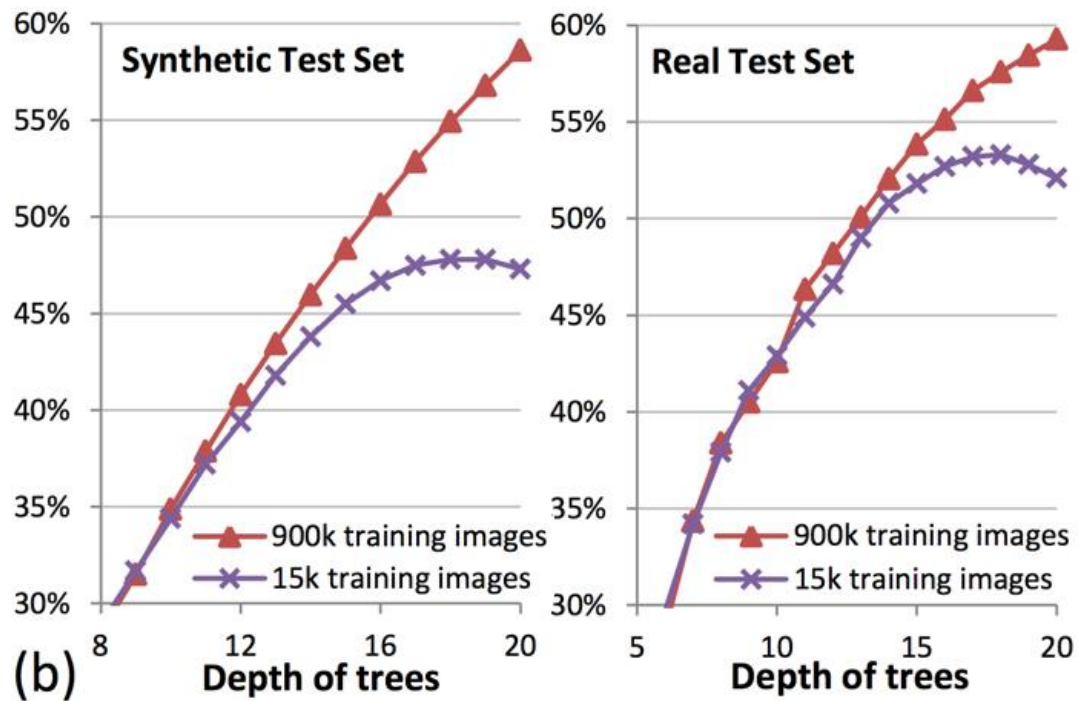 Synthetic Test Set
60%
55%
50%
45%
40%
35%
30%
900k training images
15k training images
8 12 16 20
Depth of trees
Real Test Set
60%
55%
50%
45%
40%
35%
30%
900k training images
15k training images
5 10 15 20
Depth of trees
(b)